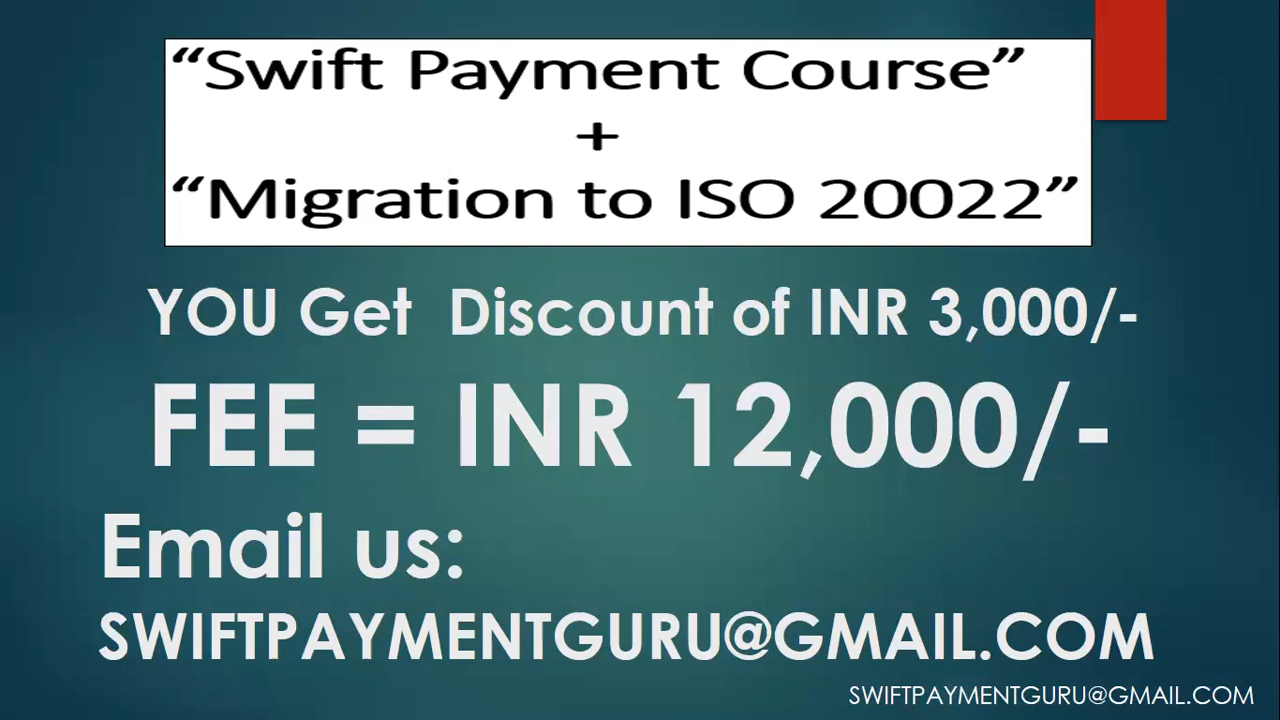 “Swift Payment Course”
+
“Migration to ISO 20022”
YOU Get Discount of INR 3,000/-
FEE = INR 12,000/-
Email us:
SWIFTPAYMENTGURU@GMAIL.COM
SWIFTPAYMENTGURU@GMAIL.COM